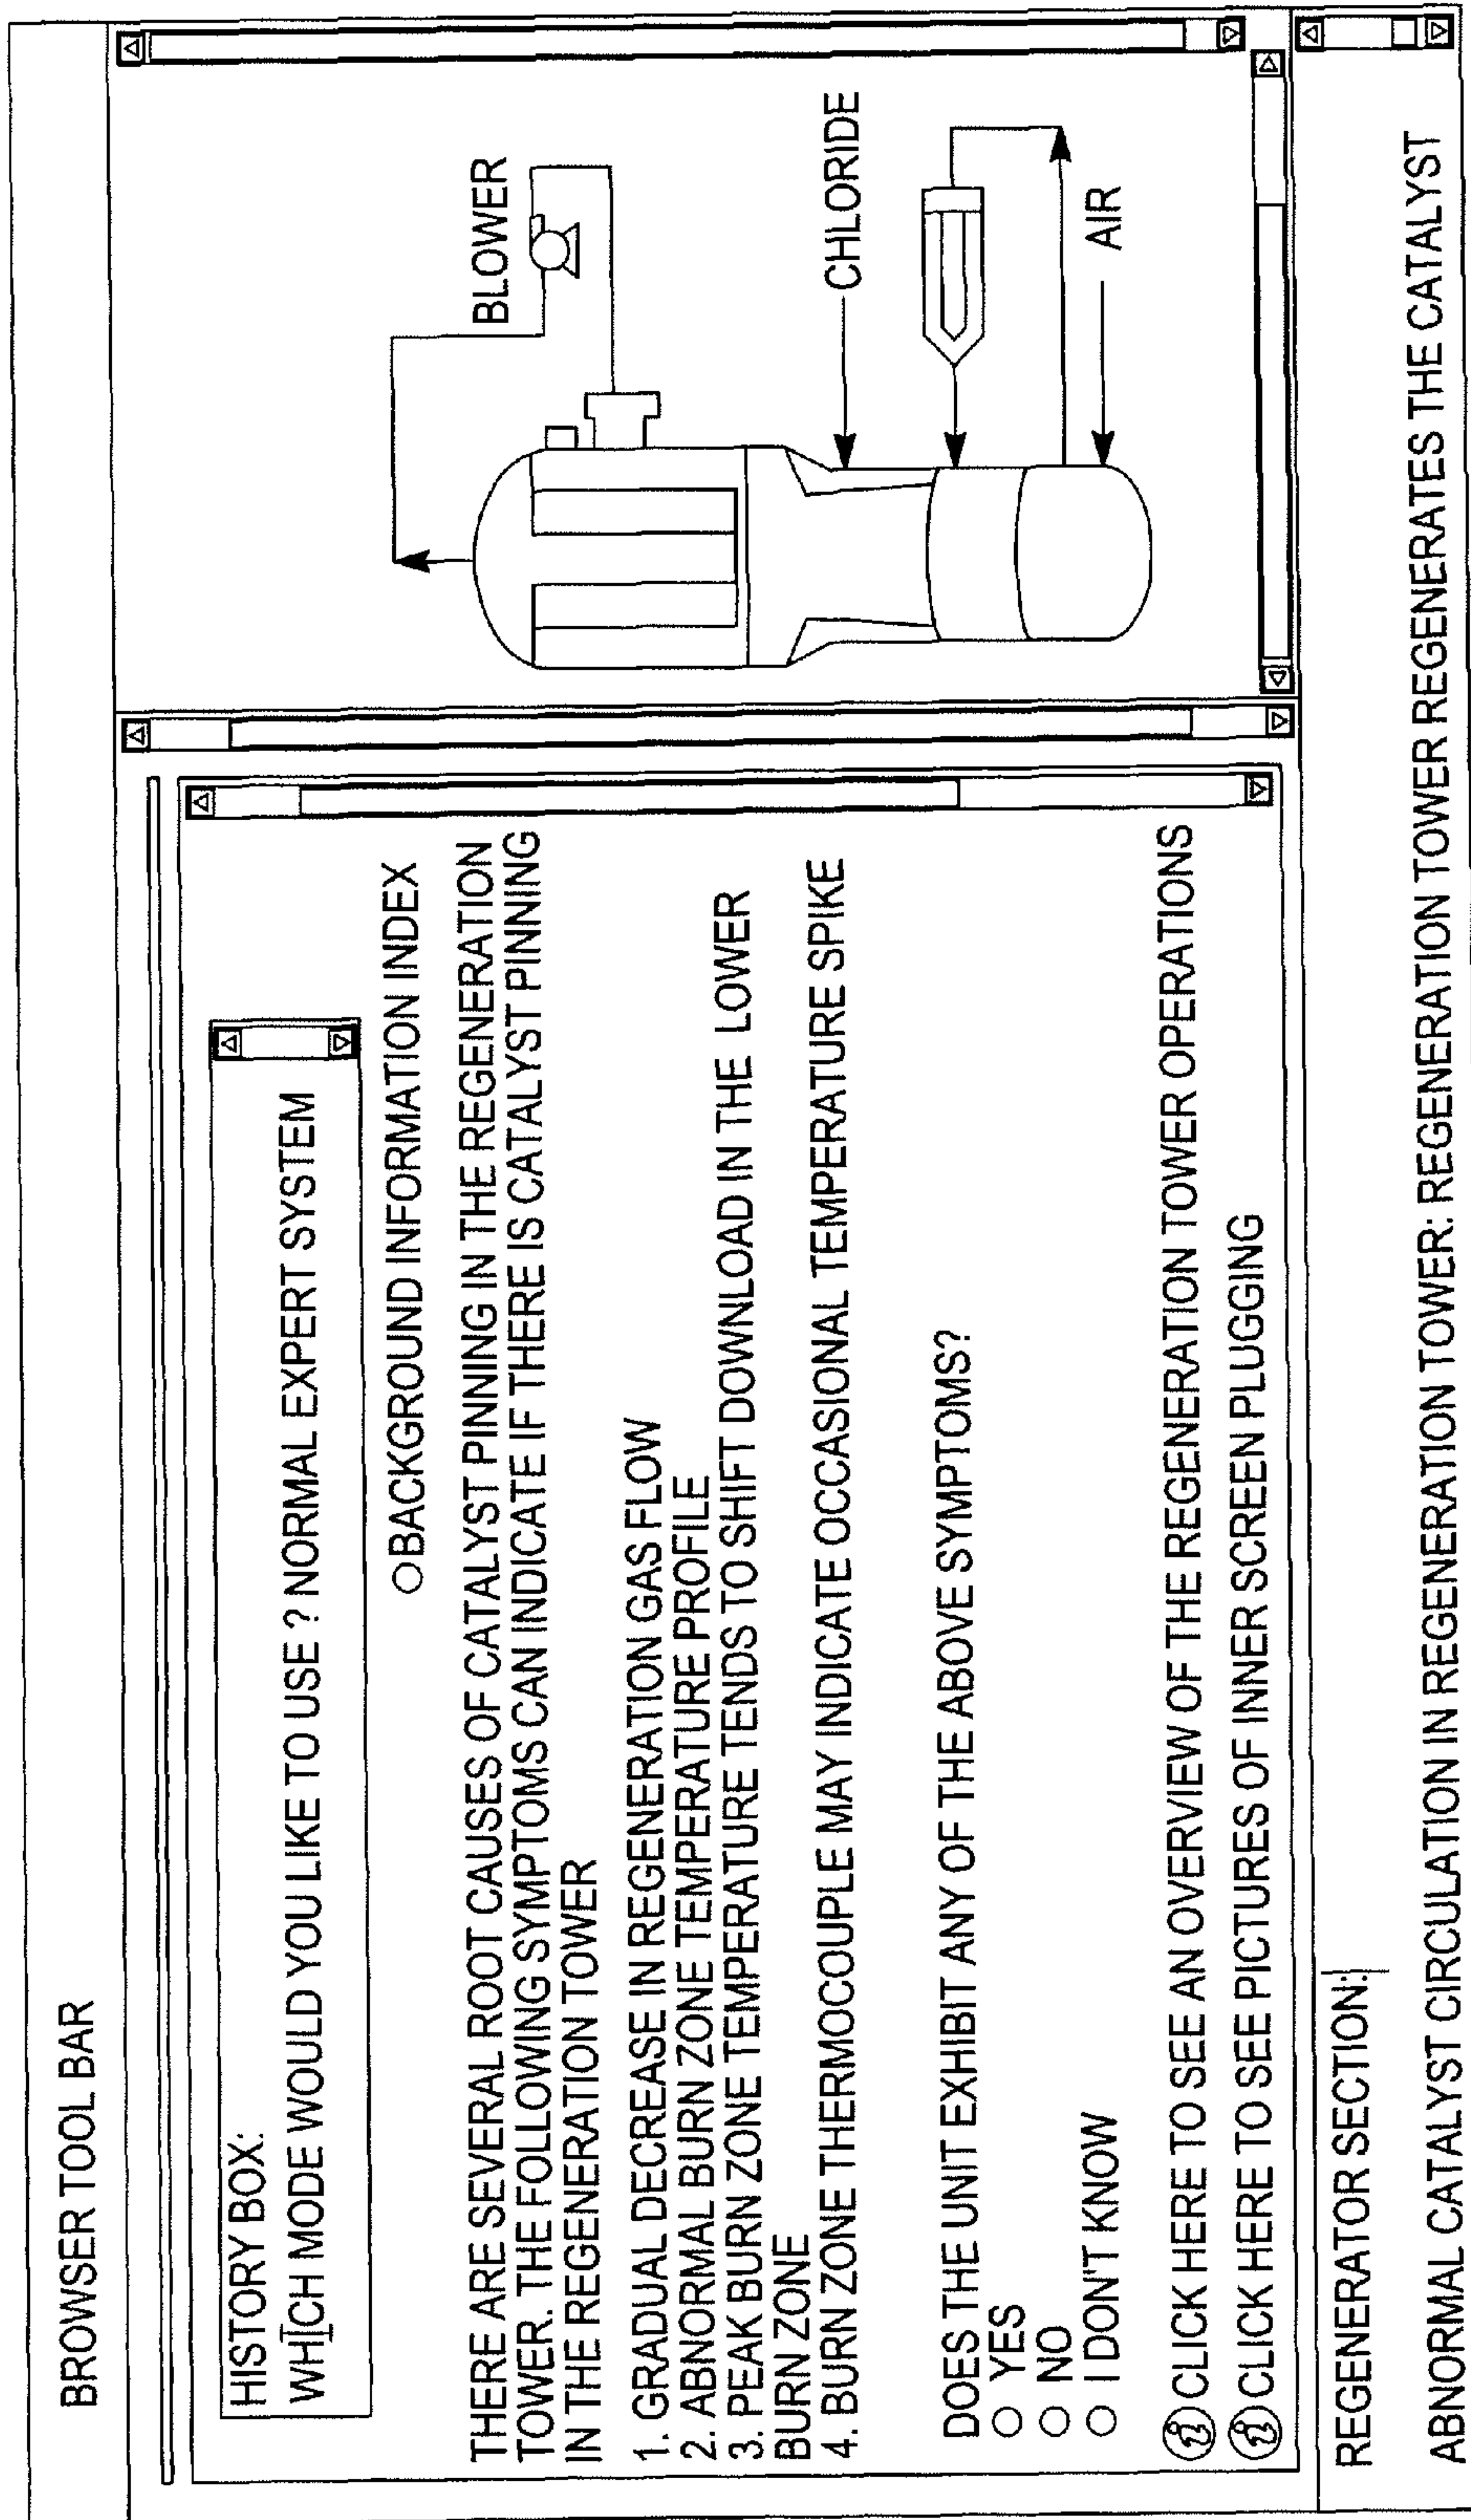 BROWSER TOOL BAR
HISTORY BOX:
WHICH MODE WOULD YOU LIKE TO USE ? NORMAL EXPERT SYSTEM
BACKGROUND INFORMATION INDEX
THERE ARE SEVERAL ROOT CAUSES OF CATALYST PINNING IN THE REGENERATION
TOWER. THE FOLLOWING SYMPTOMS CAN INDICATE IF THERE IS CATALYST PINNING
IN THE REGENERATION TOWER
1. GRADUAL DECREASE IN REGENERATION GAS FLOW
2. ABNORMAL BURN ZONE TEMPERATURE PROFILE
3. PEAK BURN ZONE TEMPERATURE TENDS TO SHIFT DOWNLOAD IN THE LOWER
BURN ZONE
4. BURN ZONE THERMOCOUPLE MAY INDICATE OCCASIONAL TEMPERATURE SPIKE
DOES THE UNIT EXHIBIT ANY OF THE ABOVE SYMPTOMS?
YES
NO
I DON'T KNOW
i CLICK HERE TO SEE AN OVERVIEW OF THE REGENERATION TOWER OPERATIONS
i CLICK HERE TO SEE PICTURES OF INNER SCREEN PLUGGING
BLOWER
CHLORIDE
AIR
REGENERATOR SECTION:
ABNORMAL CATALYST CIRCULATION IN REGENERATION TOWER: REGENERATION TOWER REGENERATES THE CATALYST